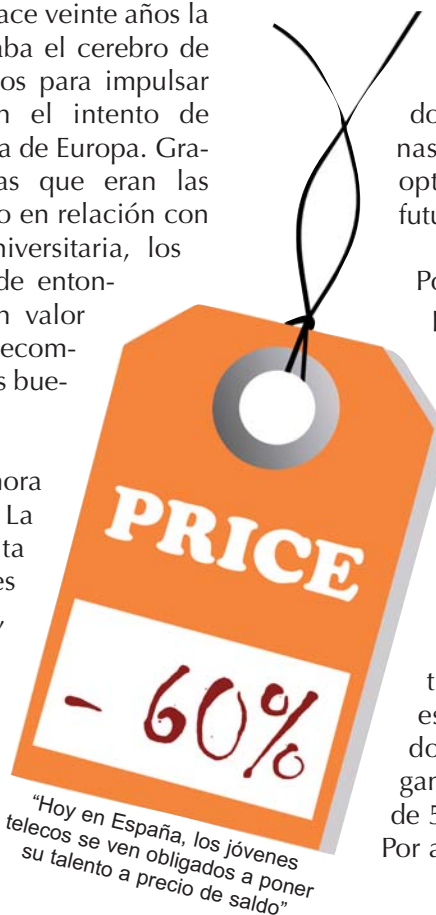 ace veinte años la
aba el cerebro de
os para impulsar
n el intento de
a de Europa. Gra-
as que eran las
o en relación con
niversitaria, los
de enton-
n valor
ecom-
s bue-
nora
La
ta
es
y
do
nas
opt
futu
Po
p
t
es
do
gar
de 5
Por a
PRICE
- 60%
“Hoy en España, los jóvenes
telecos se ven obligados a poner
su talento a precio de saldo”